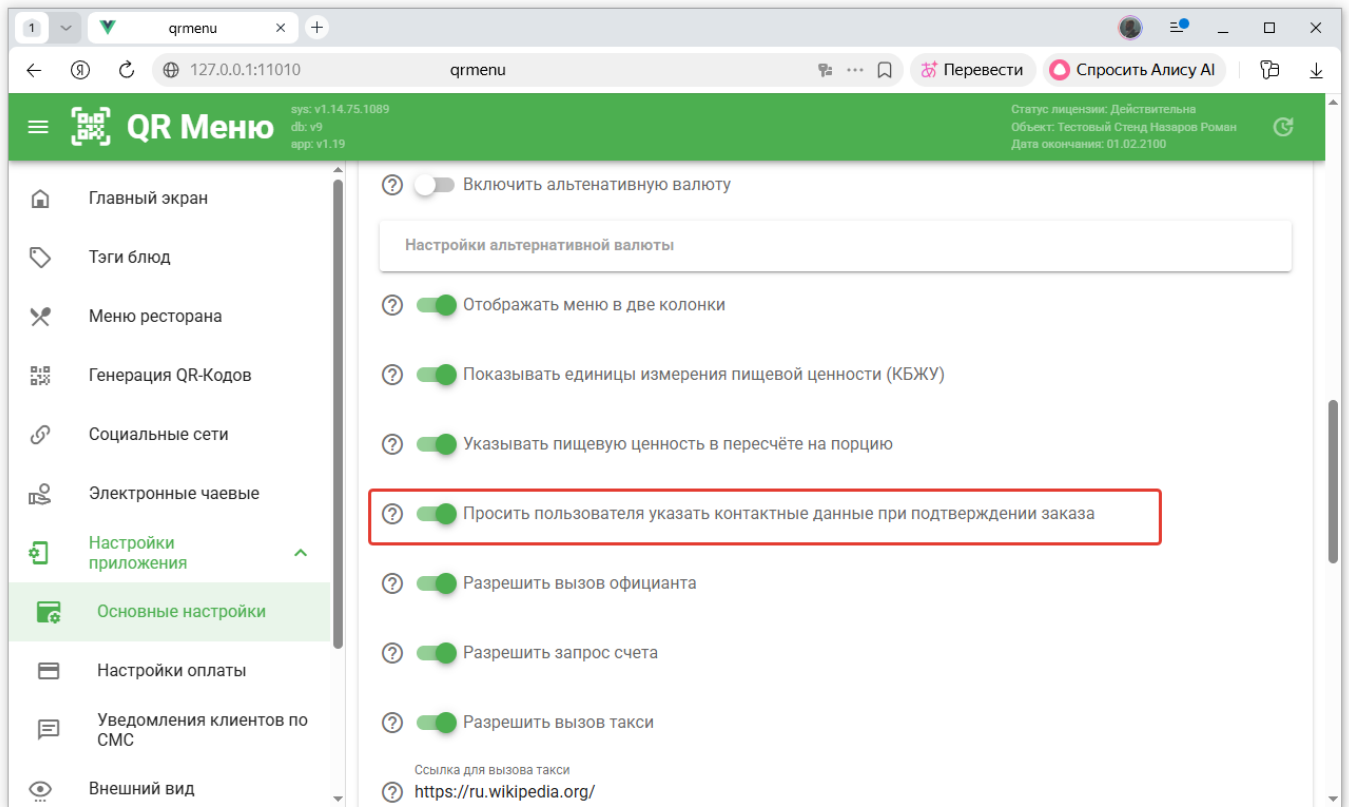 1
qrmenu
127.0.0.1:11010
qrmenu
Перевести
Спросить Алису AI
QR Меню
sys: v1.14.75.1089
db: v9
app: v1.19
Статус лицензии: Действительна
Объект: Тестовый Стенд Назаров Роман
Дата окончания: 01.02.2100
Главный экран
Тэги блюд
Меню ресторана
Генерация QR-Кодов
Социальные сети
Электронные чаевые
Настройки
приложения
Основные настройки
Настройки оплаты
Уведомления клиентов по
СМС
Внешний вид
Включить альтенативную валюту
Настройки альтернативной валюты
Отображать меню в две колонки
Показывать единицы измерения пищевой ценности (КБЖУ)
Указывать пищевую ценность в пересчёте на порцию
Просить пользователя указать контактные данные при подтверждении заказа
Разрешить вызов официанта
Разрешить запрос счета
Разрешить вызов такси
Ссылка для вызова такси
https://ru.wikipedia.org/